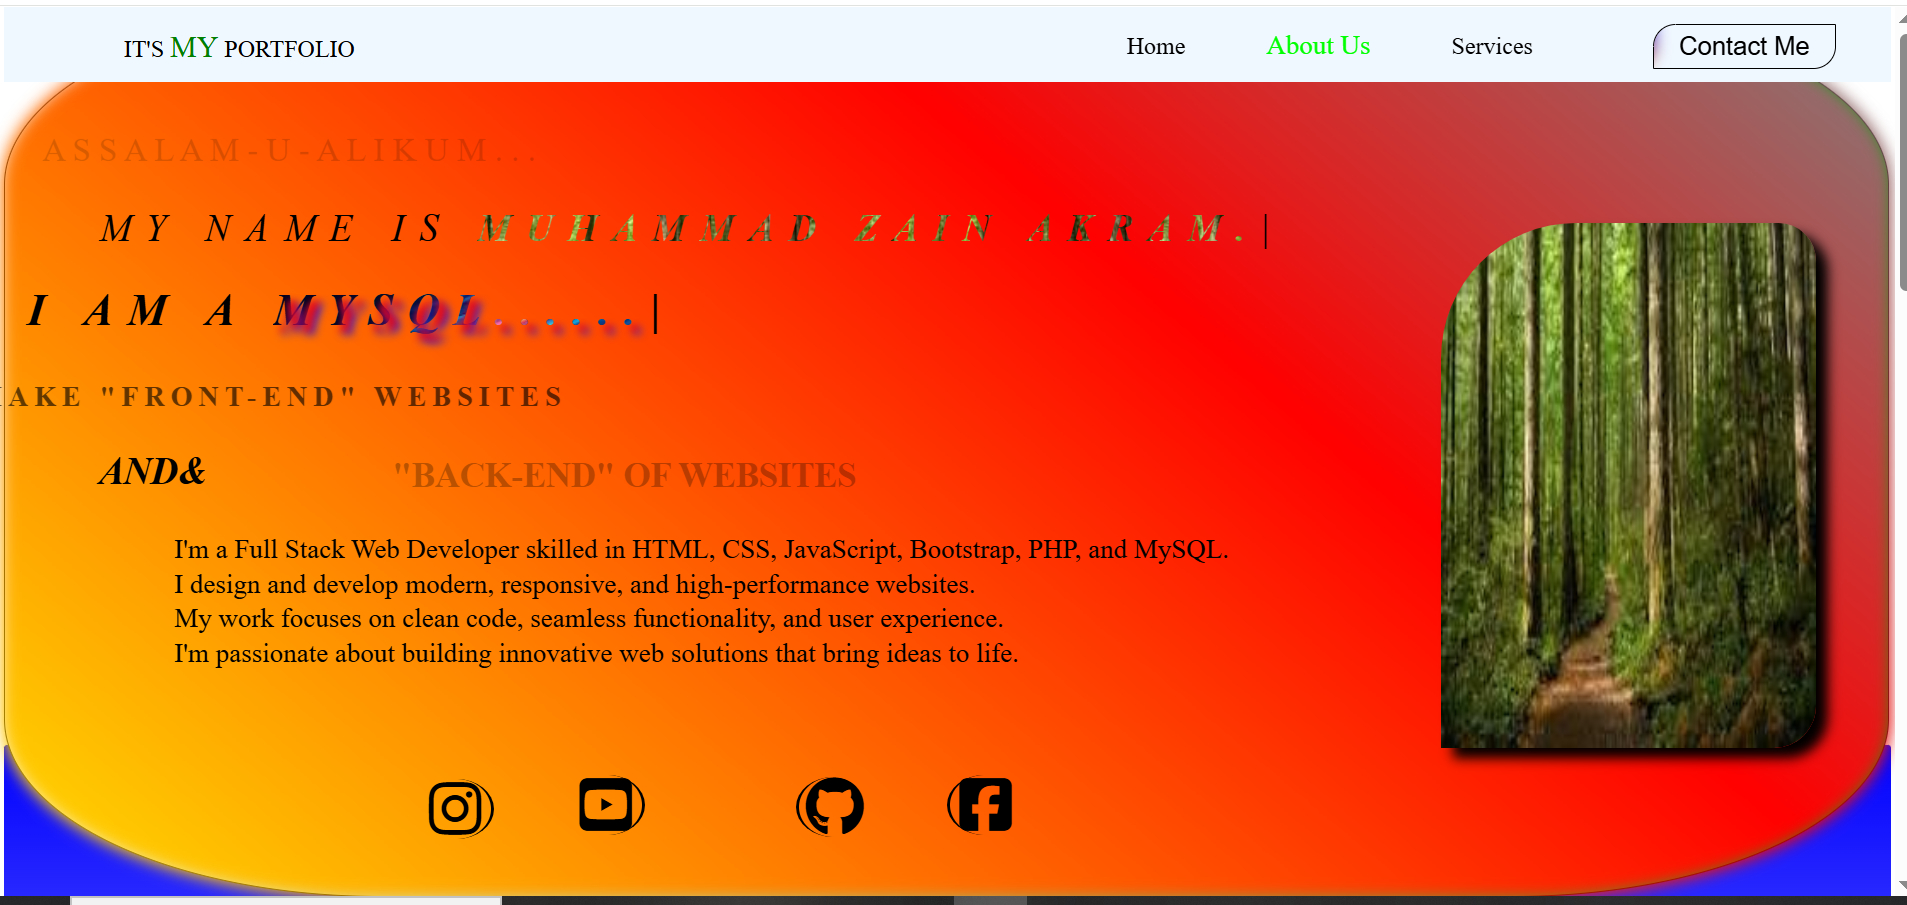 IT'S MY PORTFOLIO
Home
About Us
Services
Contact Me
ASSALAM-U-ALIKUM...
MY NAME IS MUHAMMAD ZAIN AKRAM.|
I AM A MYSQL......|
"FRONT-END" WEBSITES
AND&
"BACK-END" OF WEBSITES
I'm a Full Stack Web Developer skilled in HTML, CSS, JavaScript, Bootstrap, PHP, and MySQL.
I design and develop modern, responsive, and high-performance websites.
My work focuses on clean code, seamless functionality, and user experience.
I'm passionate about building innovative web solutions that bring ideas to life.